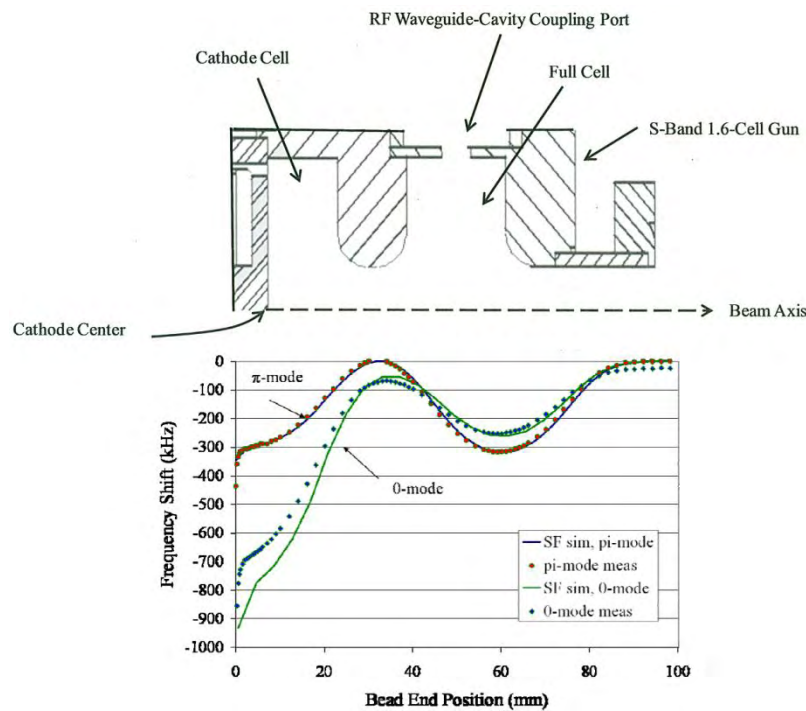 RF Waveguide-Cavity Coupling Port
Cathode Cell
Full Cell
S-Band 1.6-Cell Gun
Cathode Center
Beam Axis
0
-100
-200
-300
-400
-500
-600
-700
-800
-900
-1000
Frequency Shift (kHz)
π-mode
0-mode
SF sim, pi-mode
pi-mode meas
SF sim, 0-mode
0-mode meas
0 20 40 60 80 100
Bead End Position (mm)